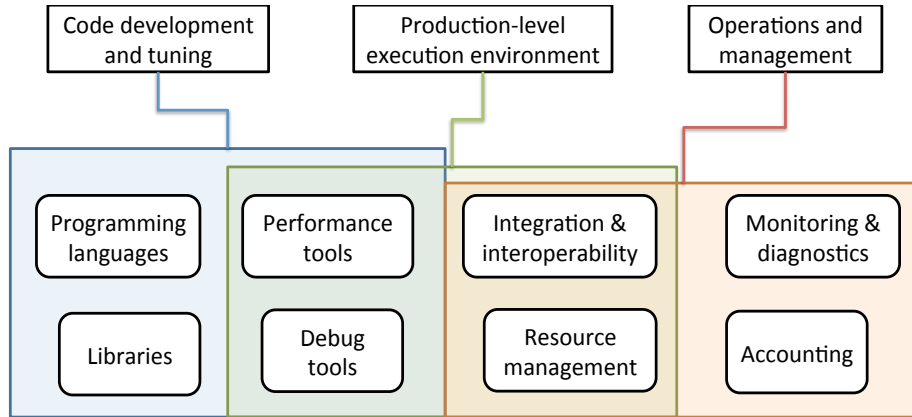 Code development
and tuning
Production-level
execution environment
Operations and
management
Programming
languages
Performance
tools
Integration &
interoperability
Monitoring &
diagnostics
Libraries
Debug
tools
Resource
management
Accounting